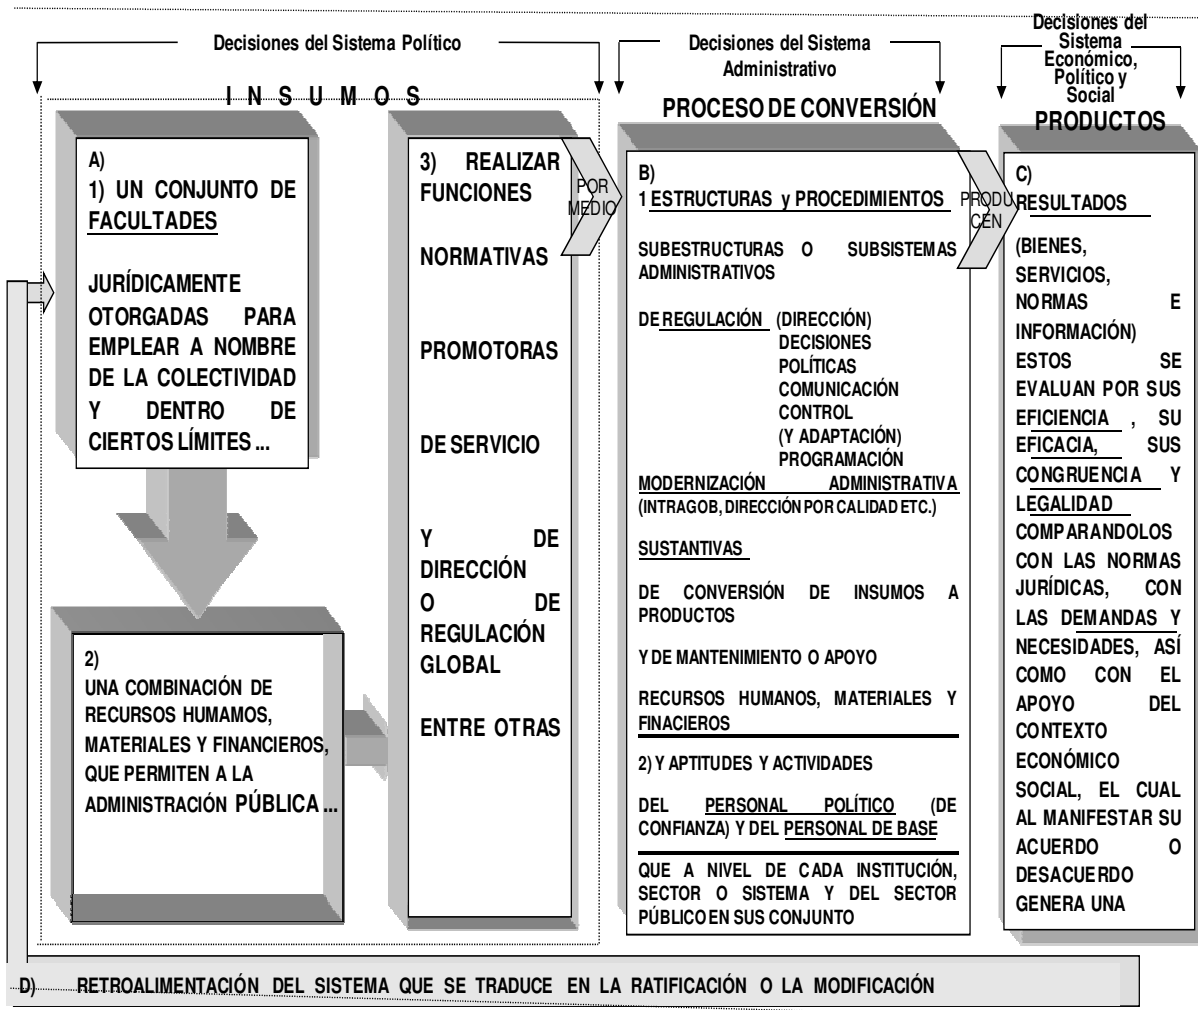 Decisiones del Sistema Político
I N S U M O S
A)
1) UN CONJUNTO DE
FACULTADES
JURÍDICAMENTE
OTORGADAS PARA
EMPLEAR A NOMBRE
DE LA COLECTIVIDAD
Y DENTRO DE
CIERTOS LÍMITES ...
2)
UNA COMBINACIÓN DE
RECURSOS HUMAMOS,
MATERIALES Y FINANCIEROS,
QUE PERMITEN A LA
ADMINISTRACIÓN PÚBLICA ...
3) REALIZAR
FUNCIONES
NORMATIVAS
PROMOTORAS
DE SERVICIO
Y DE
DIRECCIÓN
O DE
REGULACIÓN
GLOBAL
ENTRE OTRAS
POR
MEDIO
Decisiones del Sistema
Administrativo
PROCESO DE CONVERSIÓN
B)
1 ESTRUCTURAS y PROCEDIMIENTOS
SUBESTRUCTURAS O SUBSISTEMAS
ADMINISTRATIVOS
DE REGULACIÓN (DIRECCIÓN)
DECISIONES
POLÍTICAS
COMUNICACIÓN
CONTROL
(Y ADAPTACIÓN)
PROGRAMACIÓN
MODERNIZACIÓN ADMINISTRATIVA
(INTRAGOB, DIRECCIÓN POR CALIDAD ETC.)
SUSTANTIVAS
DE CONVERSIÓN DE INSUMOS A
PRODUCTOS
Y DE MANTENIMIENTO O APOYO
RECURSOS HUMANOS, MATERIALES Y
FINACIEROS
2) Y APTITUDES Y ACTIVIDADES
DEL PERSONAL POLÍTICO (DE
CONFIANZA) Y DEL PERSONAL DE BASE
QUE A NIVEL DE CADA INSTITUCIÓN,
SECTOR O SISTEMA Y DEL SECTOR
PÚBLICO EN SUS CONJUNTO
PRODU
CEN
Decisiones del
Sistema
Económico,
Político y
Social
PRODUCTOS
C)
RESULTADOS
(BIENES,
SERVICIOS,
NORMAS E
INFORMACIÓN)
ESTOS SE
EVALUAN POR SUS
EFICIENCIA , SU
EFICACIA, SUS
CONGRUENCIA Y
LEGALIDAD
COMPARANDOLOS
CON LAS NORMAS
JURÍDICAS, CON
LAS DEMANDAS Y
NECESIDADES, ASÍ
COMO CON EL
APOYO DEL
CONTEXTO
ECONÓMICO
SOCIAL, EL CUAL
AL MANIFESTAR SU
ACUERDO O
DESACUERDO
GENERA UNA
D) RETROALIMENTACIÓN DEL SISTEMA QUE SE TRADUCE EN LA RATIFICACIÓN O LA MODIFICACIÓN